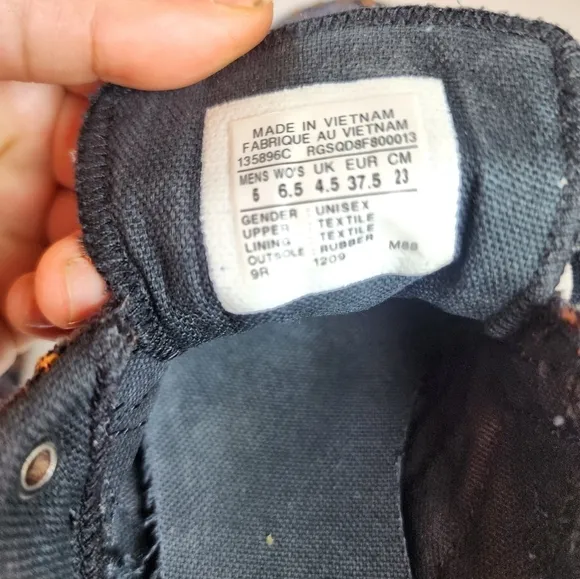 MADE IN VIETNAM
FABRIQUE AU VIETNAM
135896C RGSQD8F800013
MENS WO'S UK EUR CM
5 6.5 4.5 37.5 23
GENDER : UNISEX
UPPER : TEXTILE
LINING : TEXTILE
OUTSOLE : RUBBER
9R 1209 M88